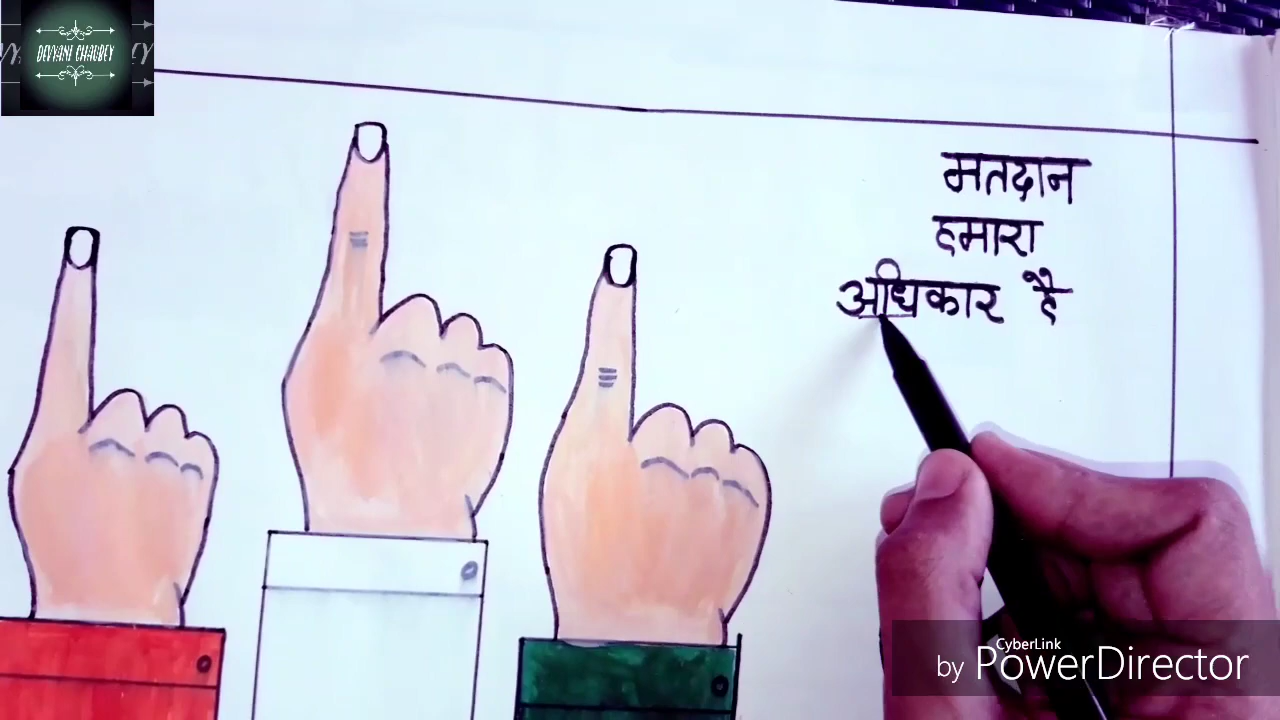 DEVYANI CHAUBEY
मतदान
हमारा
अधिकार है
CyberLink
by PowerDirector